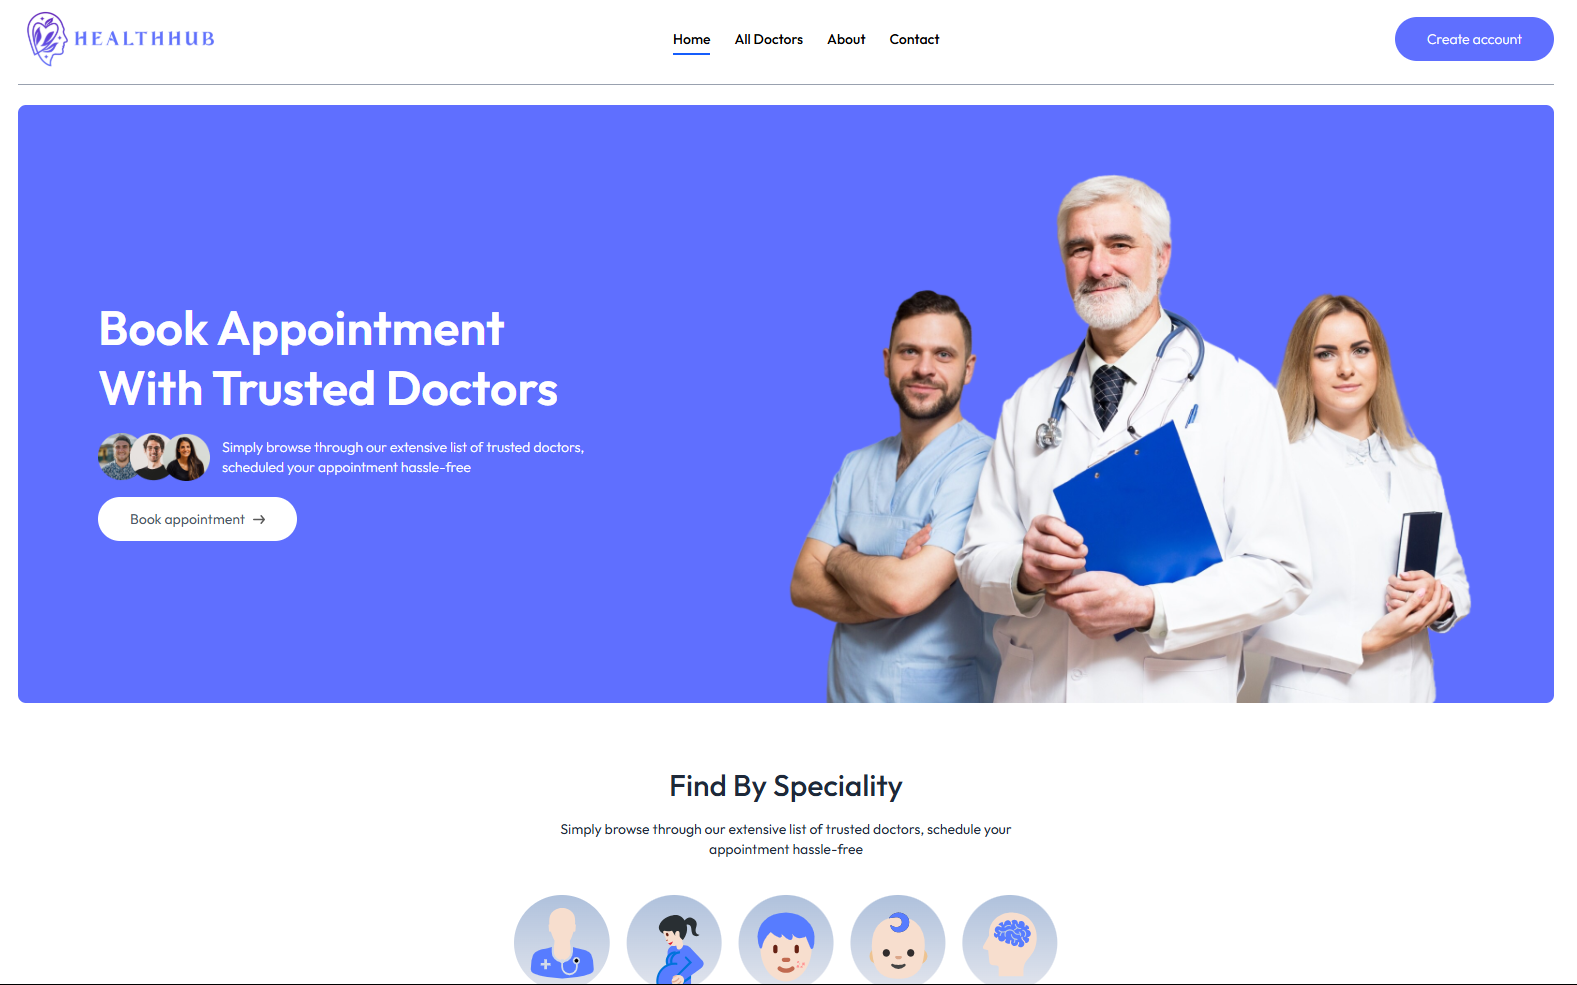 HEALTHHUB
Home
All Doctors
About
Contact
Create account
Book Appointment
With Trusted Doctors
Simply browse through our extensive list of trusted doctors,
scheduled your appointment hassle-free
Book appointment →
Find By Speciality
Simply browse through our extensive list of trusted doctors, schedule your
appointment hassle-free